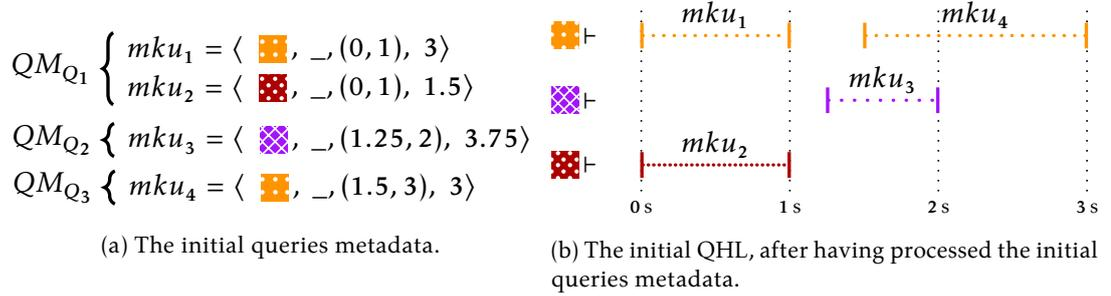 QM_{Q_1} { mku_1 = ⟨ , _, (0, 1), 3⟩
mku_2 = ⟨ , _, (0, 1), 1.5⟩
QM_{Q_2} { mku_3 = ⟨ , _, (1.25, 2), 3.75⟩
QM_{Q_3} { mku_4 = ⟨ , _, (1.5, 3), 3⟩
(a) The initial queries metadata.
mku_1 mku_4
mku_3
mku_2
0 s 1 s 2 s 3 s
(b) The initial QHL, after having processed the initial
queries metadata.